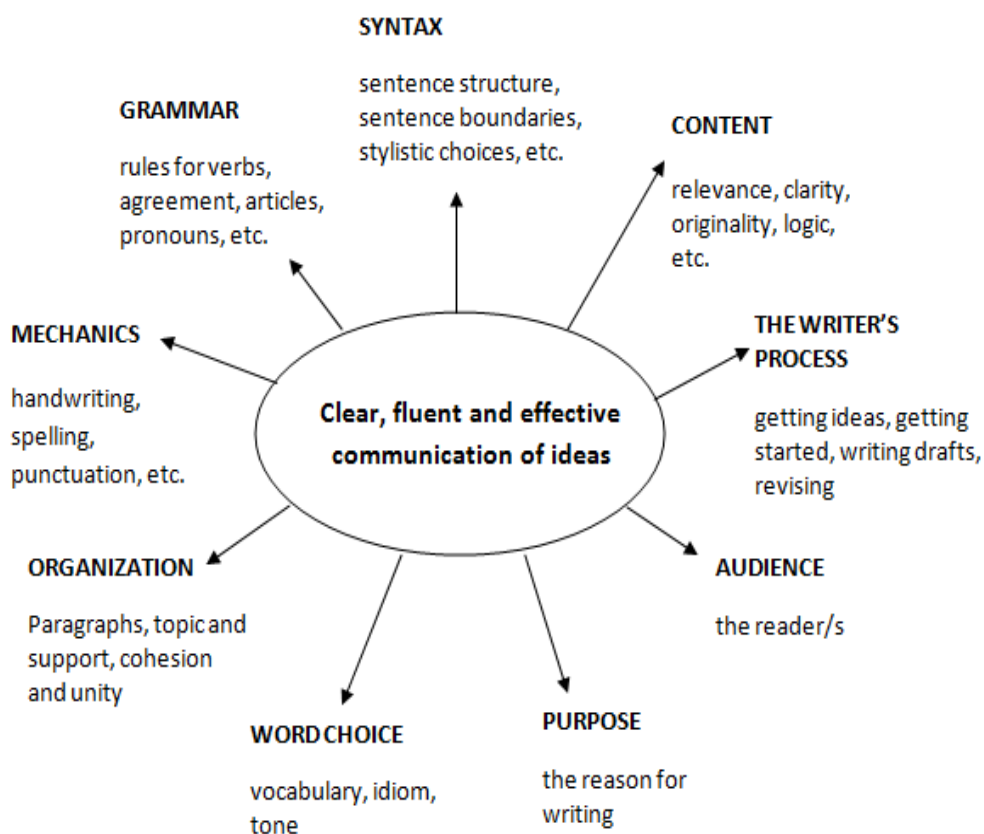 SYNTAX
sentence structure,
sentence boundaries,
stylistic choices, etc.
GRAMMAR
rules for verbs,
agreement, articles,
pronouns, etc.
CONTENT
relevance, clarity,
originality, logic,
etc.
MECHANICS
handwriting,
spelling,
punctuation, etc.
THE WRITER'S
PROCESS
getting ideas, getting
started, writing drafts,
revising
Clear, fluent and effective
communication of ideas
ORGANIZATION
Paragraphs, topic and
support, cohesion
and unity
AUDIENCE
the reader/s
WORD CHOICE
vocabulary, idiom,
tone
PURPOSE
the reason for
writing